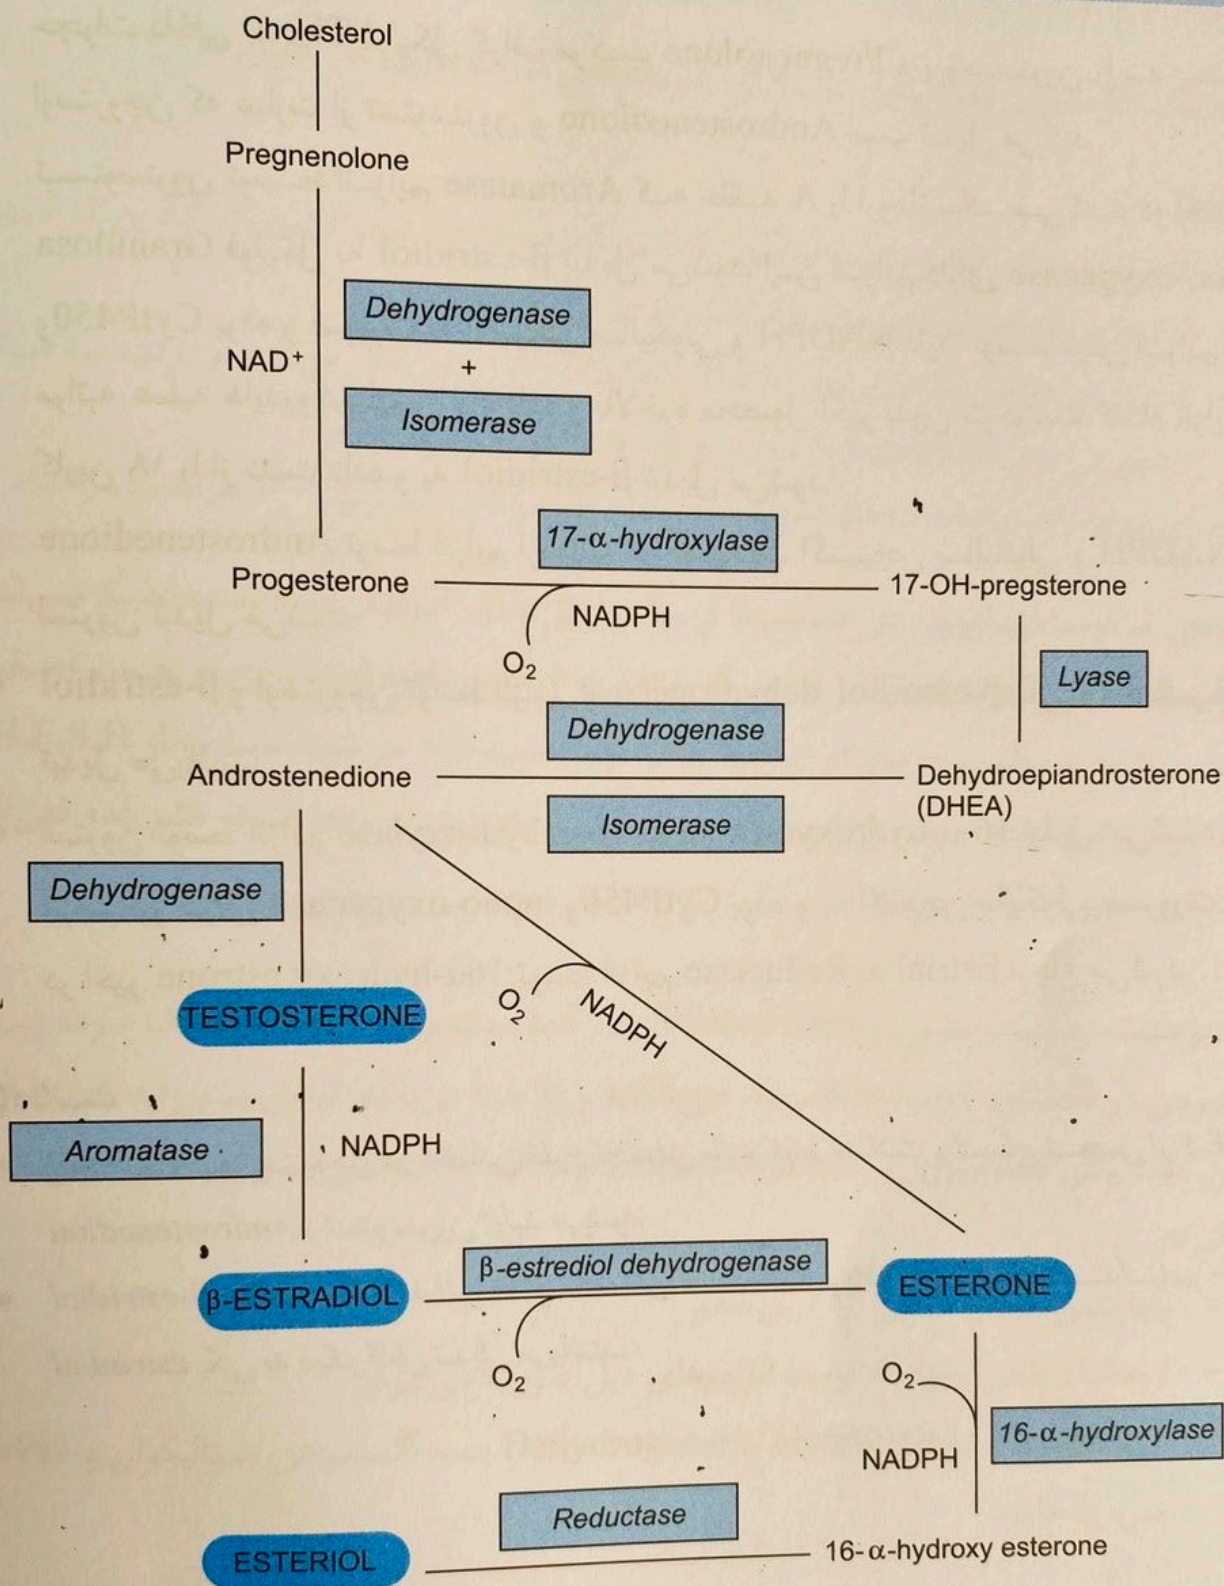 Cholesterol
Pregnenolone
Dehydrogenase
NAD⁺
+
Isomerase
17-α-hydroxylase
Progesterone
17-OH-pregsterone
NADPH
O₂
Lyase
Dehydrogenase
Androstenedione
Dehydroepiandrosterone
(DHEA)
Isomerase
Dehydrogenase
O₂
NADPH
TESTOSTERONE
Aromatase
NADPH
β-estrediol dehydrogenase
β-ESTRADIOL
ESTERONE
O₂
O₂
16-α-hydroxylase
NADPH
Reductase
ESTERIOL
16-α-hydroxy esterone